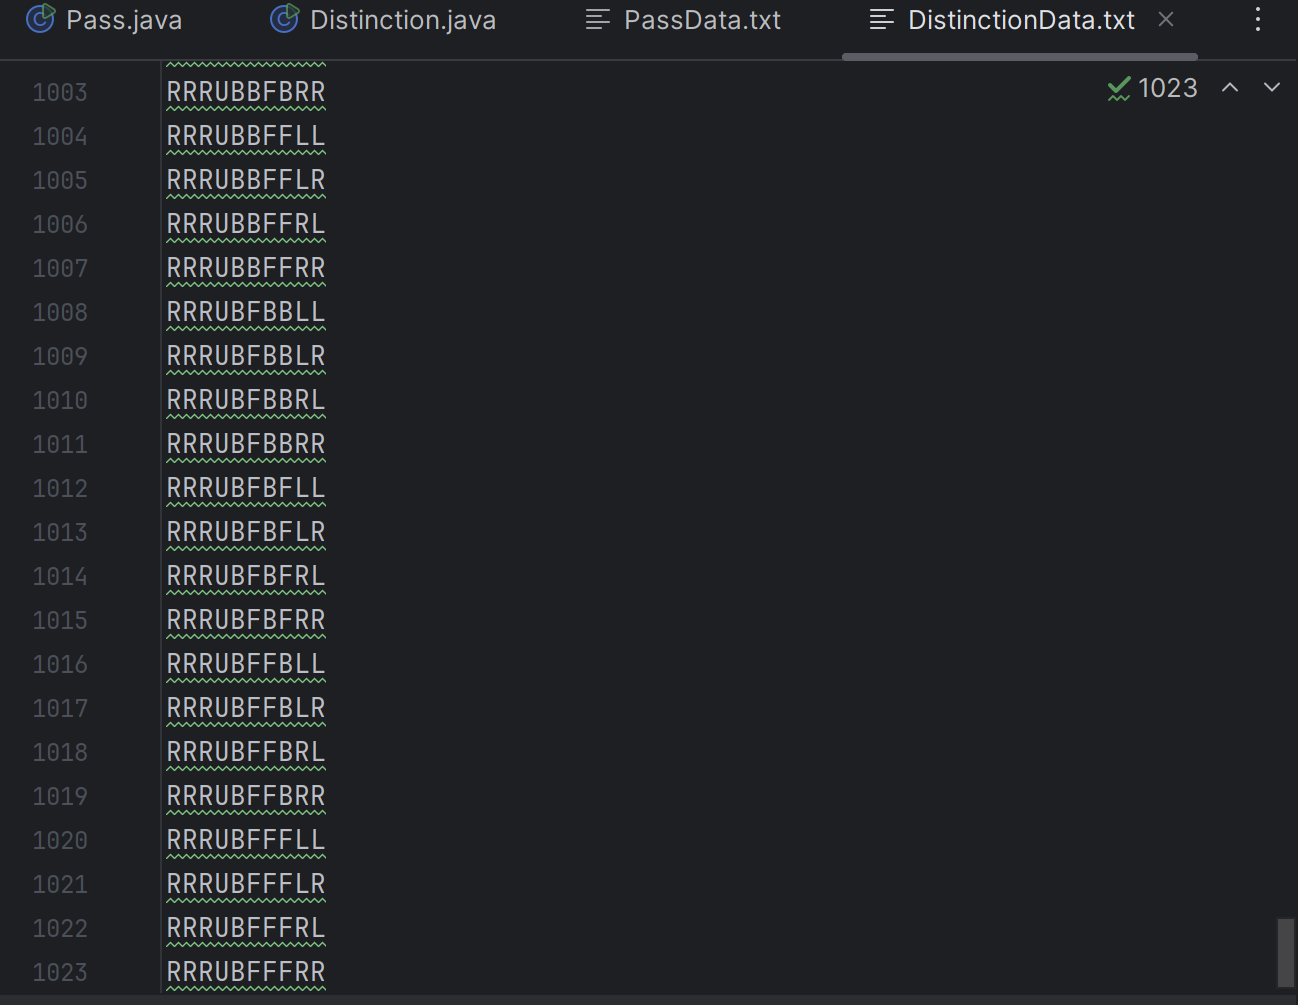 Pass.java Distinction.java PassData.txt DistinctionData.txt
1023
1003 RRRUBBFBRR
1004 RRRUBBFFLL
1005 RRRUBBFFLR
1006 RRRUBBFFRL
1007 RRRUBBFFRR
1008 RRRUBFBBLL
1009 RRRUBFBBLR
1010 RRRUBFBBRL
1011 RRRUBFBBRR
1012 RRRUBFBFLL
1013 RRRUBFBFLR
1014 RRRUBFBFRL
1015 RRRUBFBFRR
1016 RRRUBFFBLL
1017 RRRUBFFBLR
1018 RRRUBFFBRL
1019 RRRUBFFBRR
1020 RRRUBFFFLL
1021 RRRUBFFFLR
1022 RRRUBFFFRL
1023 RRRUBFFFRR